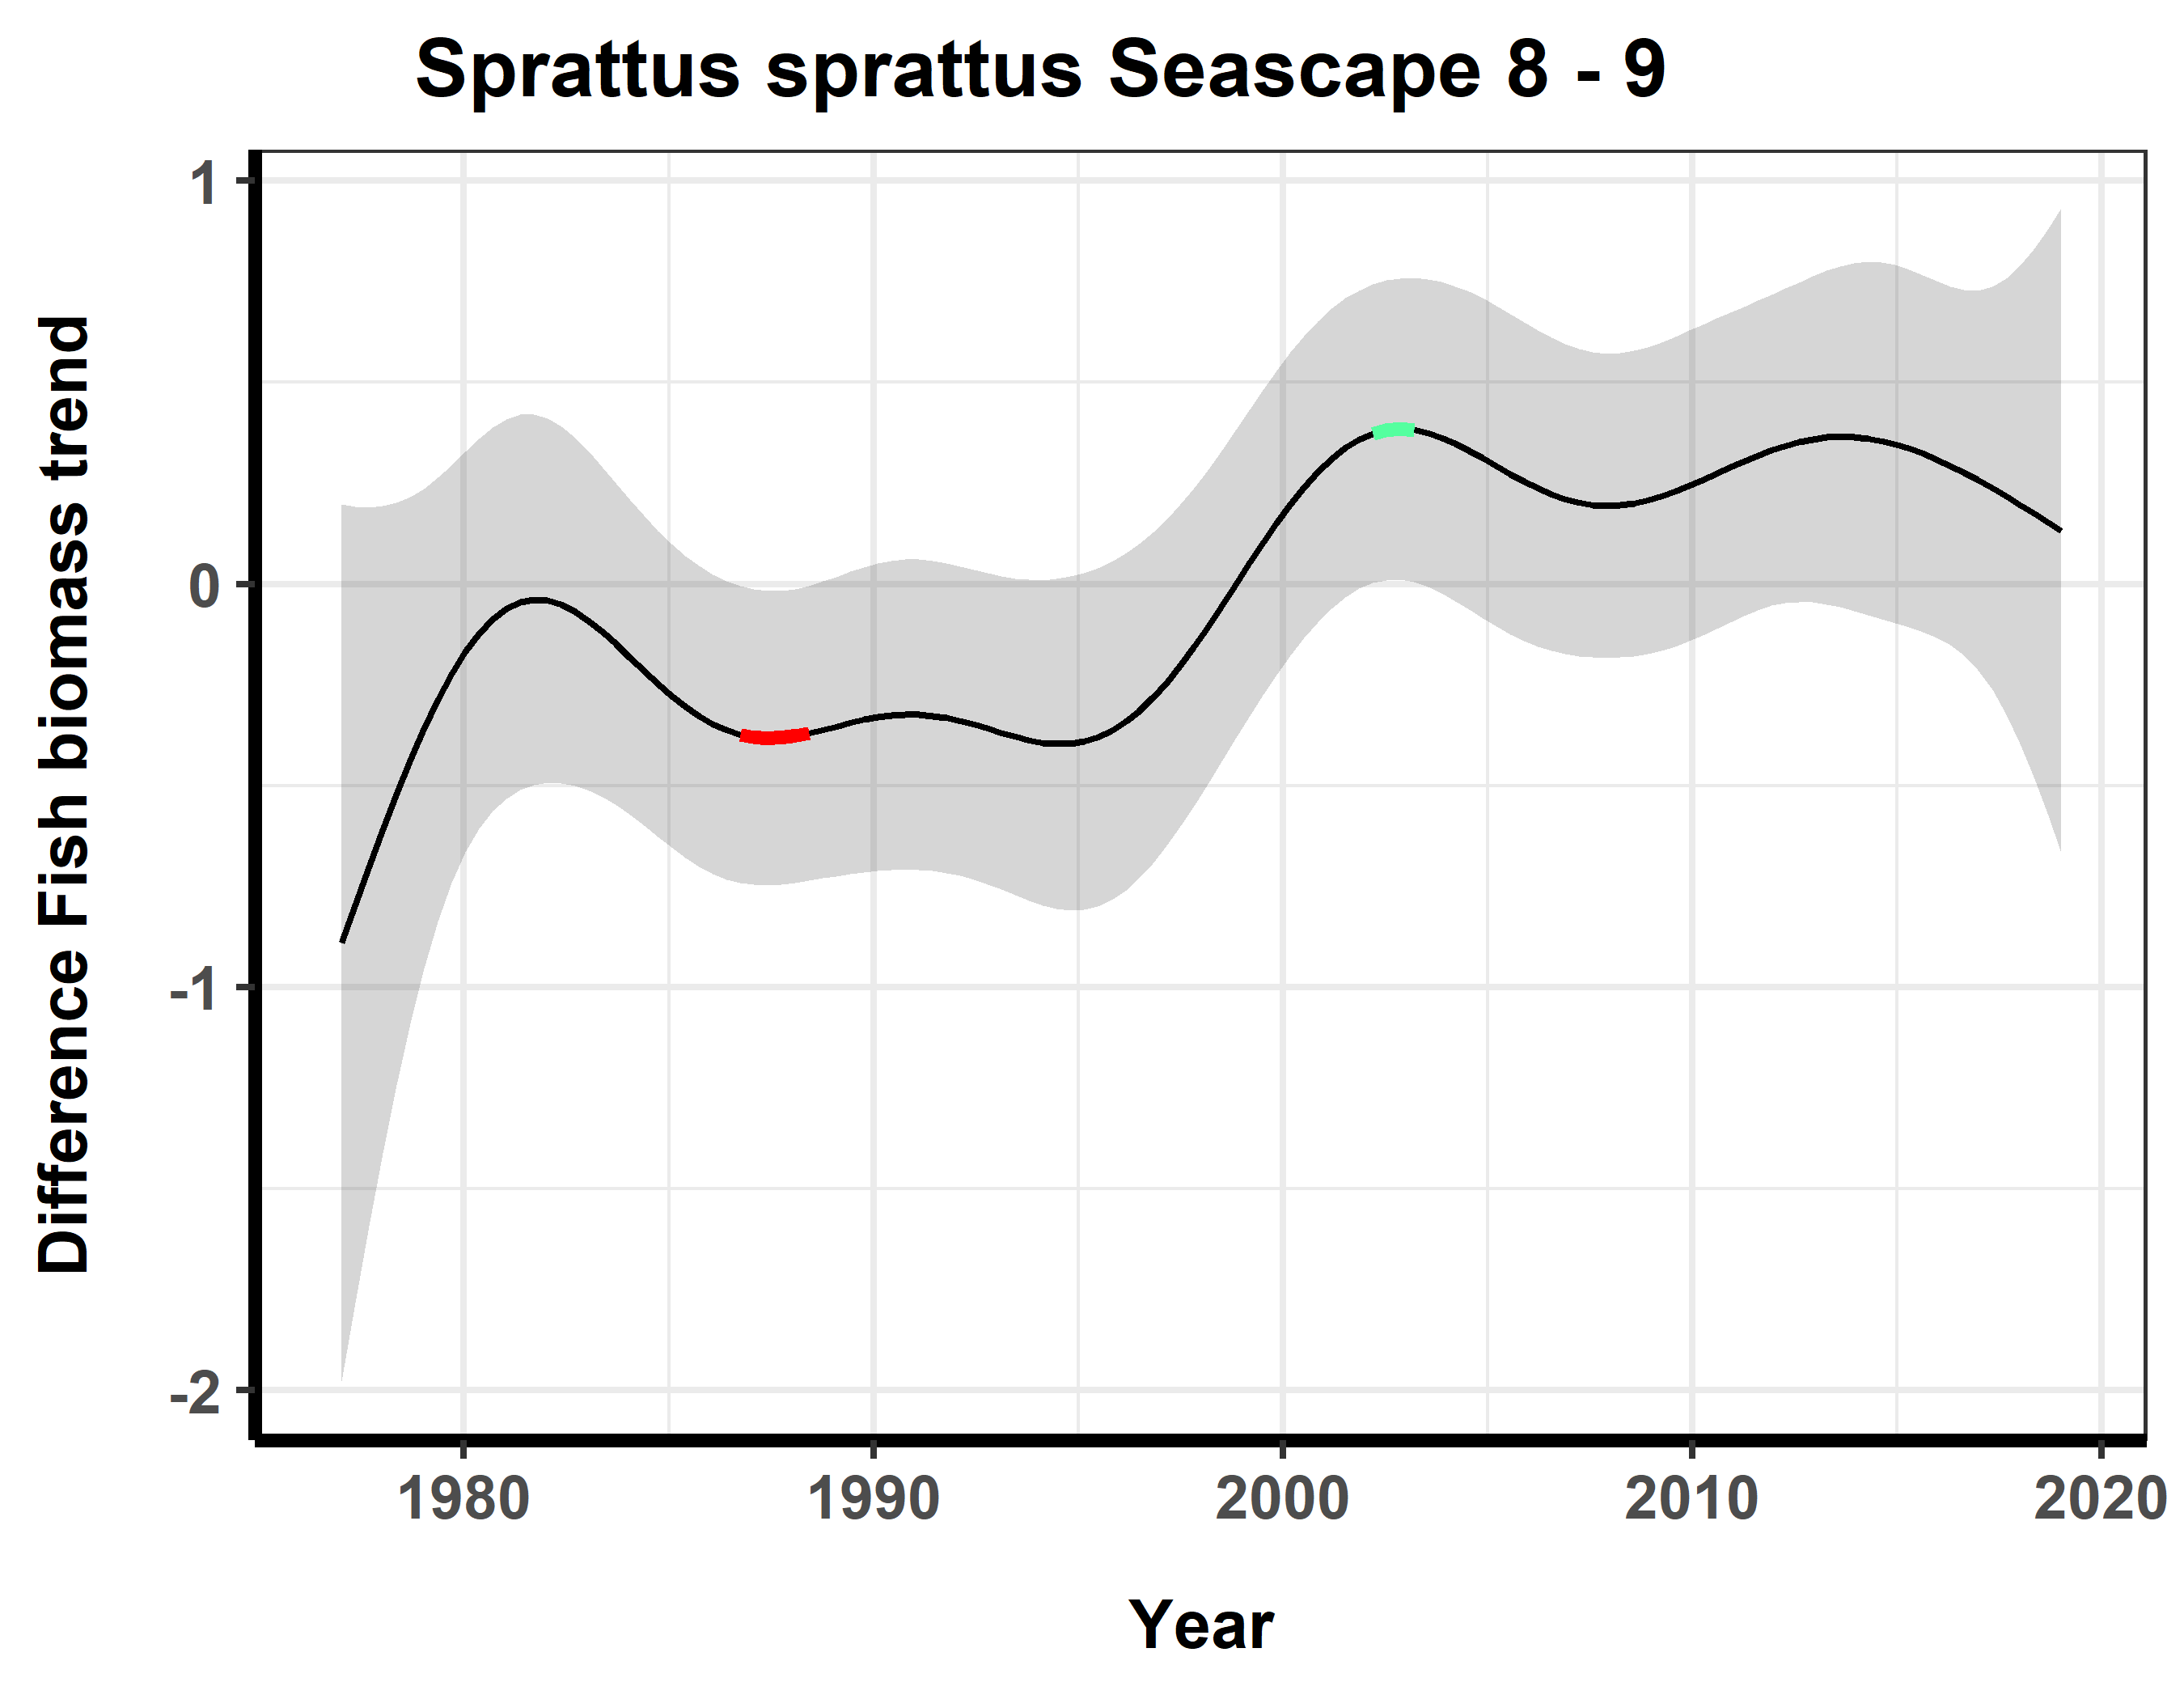 Sprattus sprattus Seascape 8 - 9
Difference Fish biomass trend
1
0
-1
-2
1980 1990 2000 2010 2020
Year